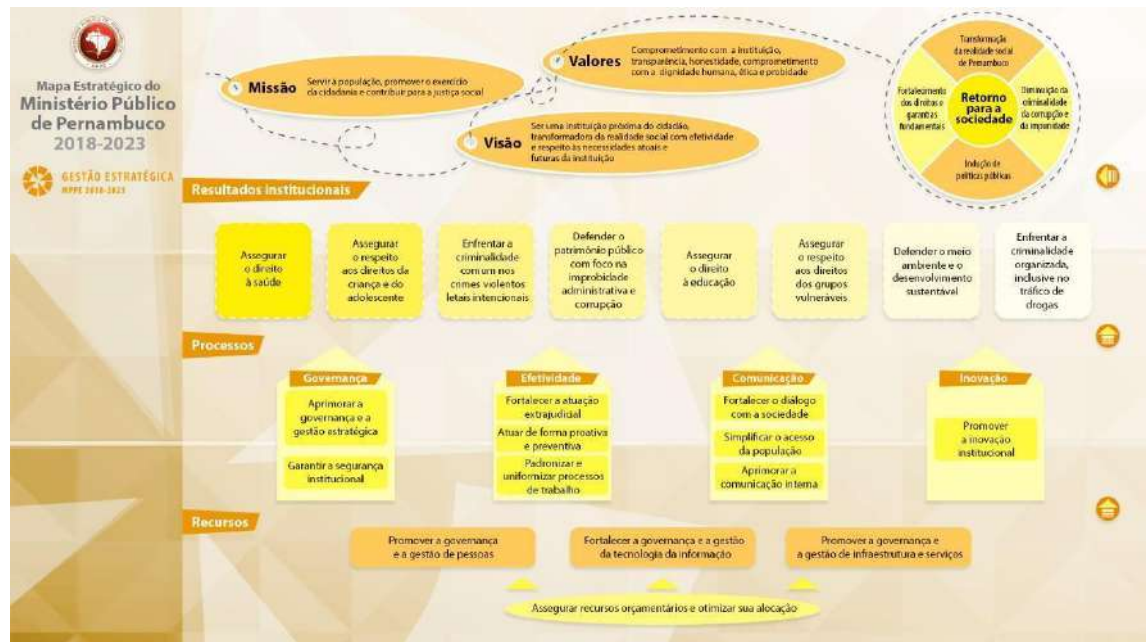 Mapa Estratégico do
Ministério Público
de Pernambuco
2018-2023
GESTÃO ESTRATÉGICA
MPPE 2018-2023
Missão
Servir à população, promover o exercício
da cidadania e contribuir para a justiça social
Valores
Comprometimento com a instituição,
transparência, honestidade, comprometimento
com a dignidade humana, ética e probidade
Visão
Ser uma instituição próxima do cidadão,
transformadora da realidade social com efetividade
e respeito às necessidades atuais e
futuras da instituição
Transformação
da realidade social
de Pernambuco
Fortalecimento
dos direitos e
garantias
fundamentais
Retorno
para a
sociedade
Diminuição da
criminalidade
da corrupção e
da impunidade
Indução de
políticas públicas
Resultados institucionais
Assegurar
o direito
à saúde
Assegurar
o respeito
aos direitos da
criança e do
adolescente
Enfrentar a
criminalidade
comum nos
crimes violentos
letais intencionais
Defender o
patrimônio público
com foco na
improbidade
administrativa e
corrupção
Assegurar
o direito
à educação
Assegurar
o respeito
aos direitos
dos grupos
vulneráveis
Defender o meio
ambiente e o
desenvolvimento
sustentável
Enfrentar a
criminalidade
organizada,
inclusive no
tráfico de
drogas
Processos
Governança
Aprimorar a
governança e a
gestão estratégica
Garantir a segurança
institucional
Efetividade
Fortalecer a atuação
extrajudicial
Atuar de forma proativa
e preventiva
Padronizar e
uniformizar processos
de trabalho
Comunicação
Fortalecer o diálogo
com a sociedade
Simplificar o acesso
da população
Aprimorar a
comunicação interna
Inovação
Promover
a inovação
institucional
Recursos
Promover a governança
e a gestão de pessoas
Fortalecer a governança e a gestão
da tecnologia da informação
Promover a governança e
a gestão de infraestrutura e serviços
Assegurar recursos orçamentários e otimizar sua alocação